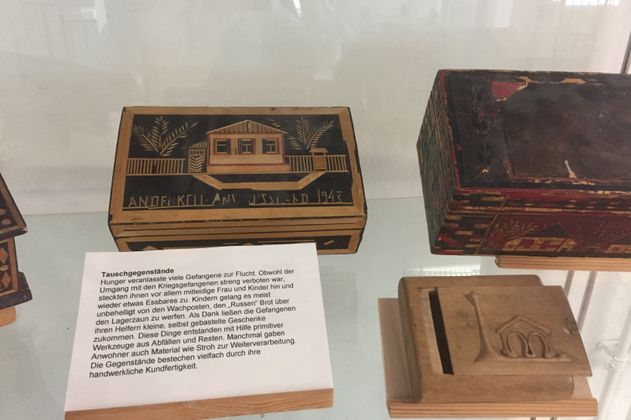 1943
Tauschgegenstände
Hunger veranlasste viele Gefangene zur Flucht. Obwohl der
Umgang mit den Kriegsgefangenen streng verboten war,
steckten ihnen vor allem mitleidige Frau und Kinder hin und
wieder etwas Essbares zu. Kindern gelang es meist
unbehelligt von den Wachposten, den „Russen" Brot über
den Lagerzaun zu werfen. Als Dank ließen die Gefangenen
ihren Helfern kleine, selbst gebastelte Geschenke
zukommen. Diese Dinge entstanden mit Hilfe primitiver
Werkzeuge aus Abfällen und Resten. Manchmal gaben
Anwohner auch Material wie Stroh zur Weiterverarbeitung.
Die Gegenstände bestechen vielfach durch ihre
handwerkliche Kundfertigkeit.